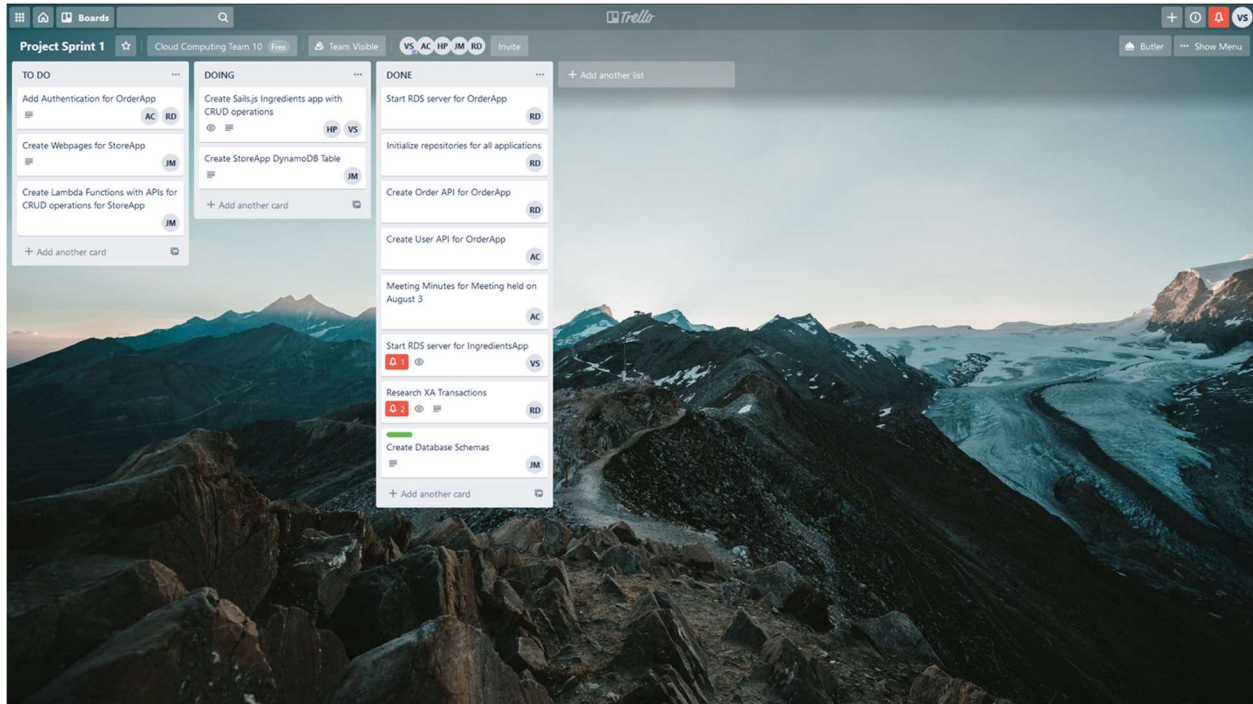 Boards
Trello
VS
Project Sprint 1
Cloud Computing Team 10 Free
Team Visible
VS AC HP JM RD
Invite
Butler
... Show Menu
TO DO ...
Add Authentication for OrderApp
AC RD
Create Webpages for StoreApp
JM
Create Lambda Functions with APIs for
CRUD operations for StoreApp
JM
+ Add another card
DOING ...
Create Sails.js Ingredients app with
CRUD operations
HP VS
Create StoreApp DynamoDB Table
JM
+ Add another card
DONE ...
Start RDS server for OrderApp
RD
Initialize repositories for all applications
RD
Create Order API for OrderApp
RD
Create User API for OrderApp
AC
Meeting Minutes for Meeting held on
August 3
AC
Start RDS server for IngredientsApp
1
VS
Research XA Transactions
2
RD
Create Database Schemas
JM
+ Add another card
+ Add another list